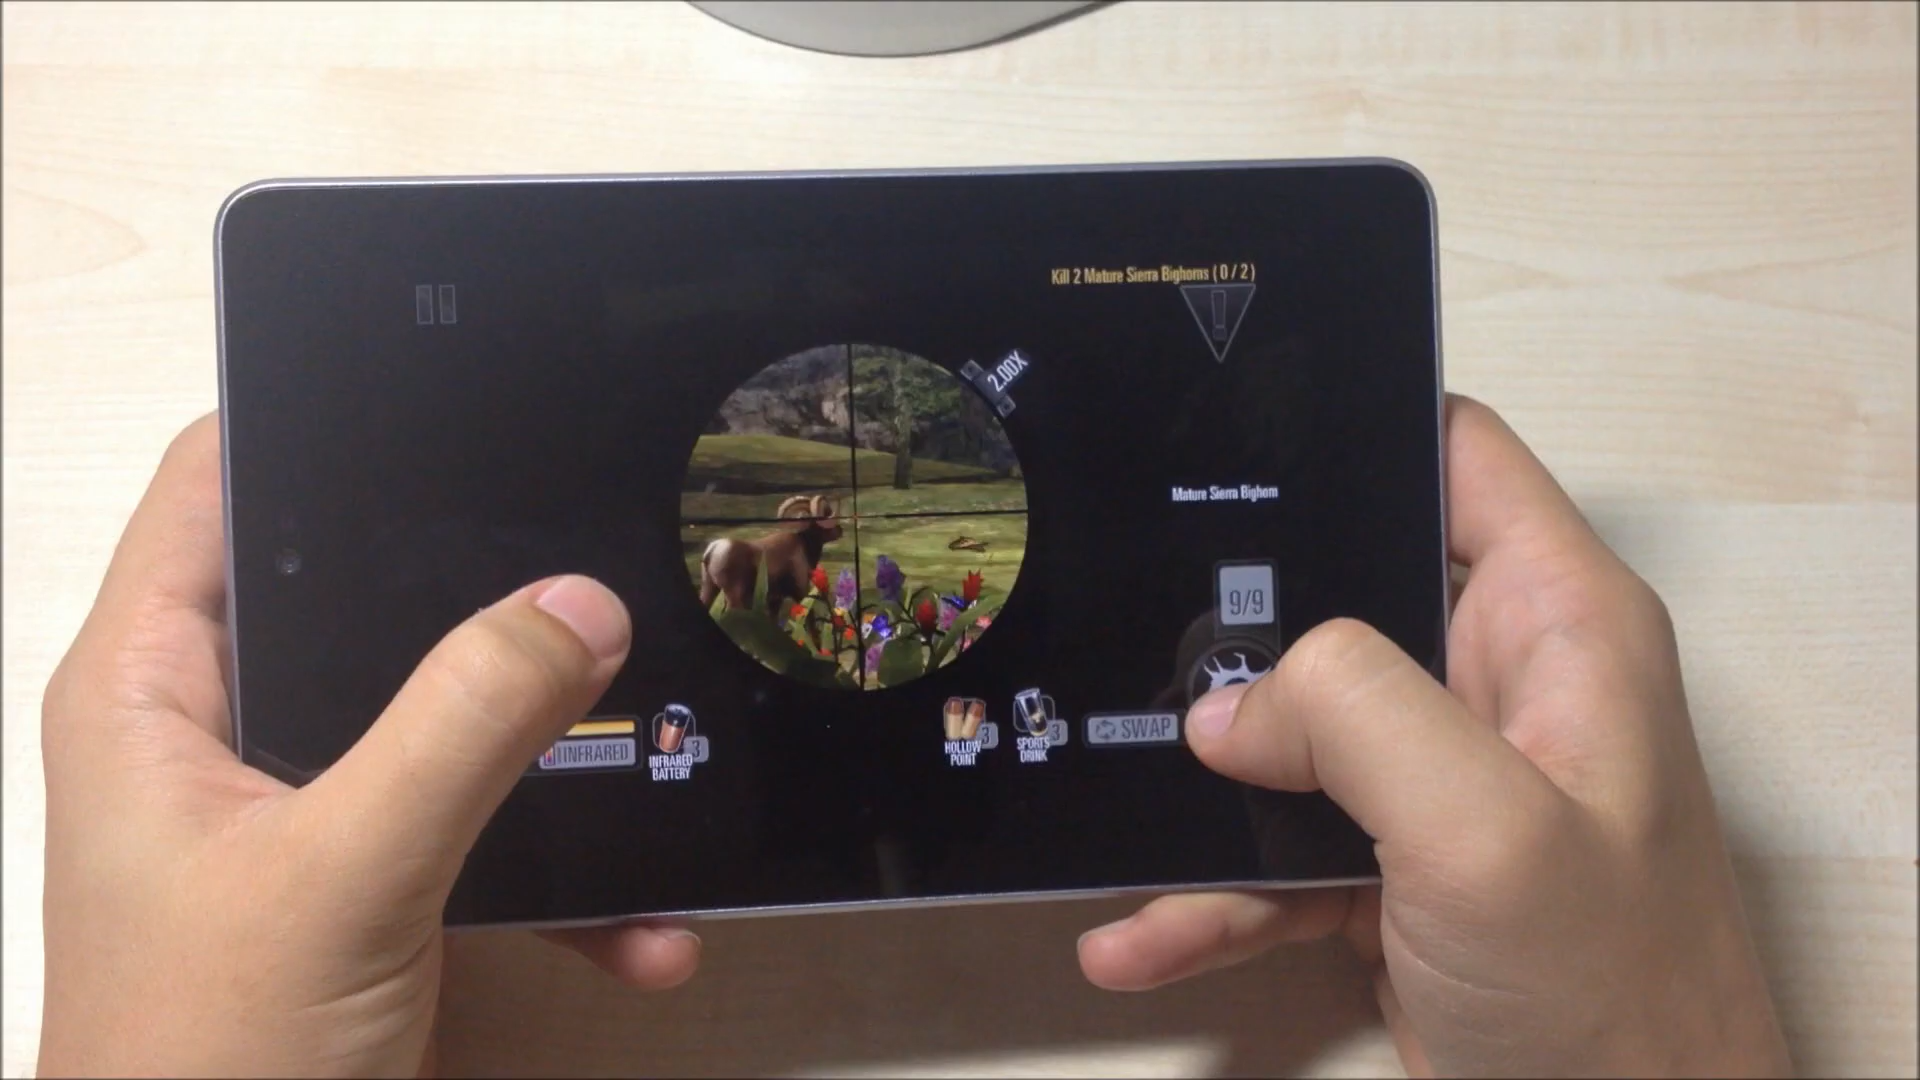 Kill 2 Mature Sierra Bighorns ( 0 / 2 )
2.00X
Mature Sierra Bighorn
9/9
INFRARED
INFRARED
BATTERY
3
HOLLOW
POINT
3
SPORTS
DRINK
3
SWAP